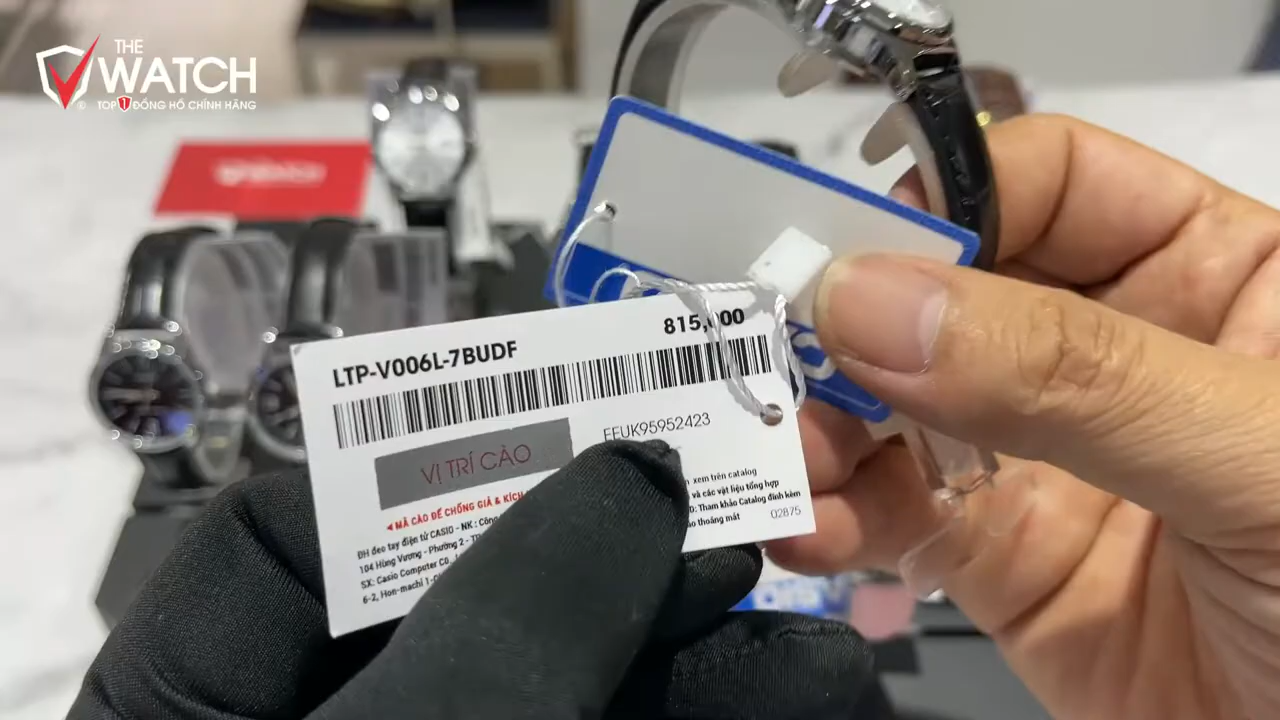 THE
WATCH
®
TOP 1 ĐỒNG HỒ CHÍNH HÃNG
LTP-V006L-7BUDF
815,000
VỊ TRÍ CÀO
EFUK95952423
◄ MÃ CÀO ĐỂ CHỐNG GIẢ & KÍCH
xem trên catalog
và các vật liệu tổng hợp
Tham khảo Catalog đính kèm
thoáng mát
02875
ĐH đeo tay điện tử CASIO - NK: Công
104 Hùng Vương - Phường 2 -
SX: Casio Computer Co.
6-2, Hon-machi